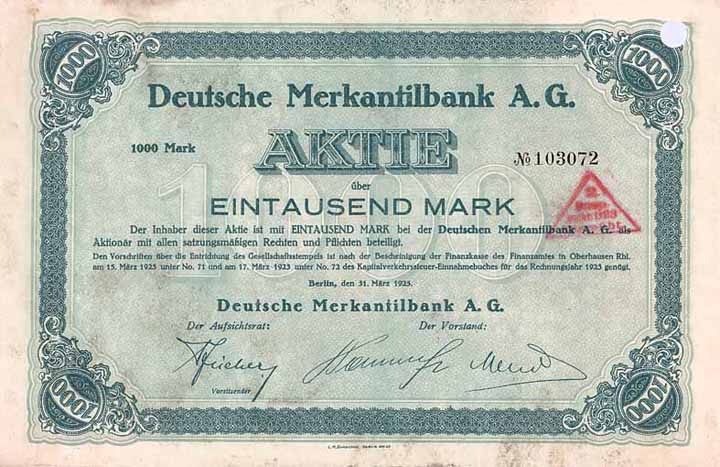 1000
1000
Deutsche Merkantilbank A. G.
1000 Mark
AKTIE
№ 103072
1000
über
EINTAUSEND MARK
2.
Der Inhaber dieser Aktie ist mit EINTAUSEND MARK bei der Deutschen Merkantilbank A. G. als
Aktionär mit allen satzungsmäßigen Rechten und Pflichten beteiligt.
Den Vorschriften über die Entrichtung des Gesellschaftsstempels ist nach der Bescheinigung der Finanzkasse des Finanzamtes in Oberhausen Rhl.
am 15. März 1923 unter No. 71 und am 17. März 1923 unter No. 72 des Kapitalverkehrssteuer-Einnahmebuches für das Rechnungsjahr 1923 genügt.
Berlin, den 31. März 1923.
Deutsche Merkantilbank A. G.
Der Aufsichtsrat:
Der Vorstand:
Vorsitzender
1000
1000